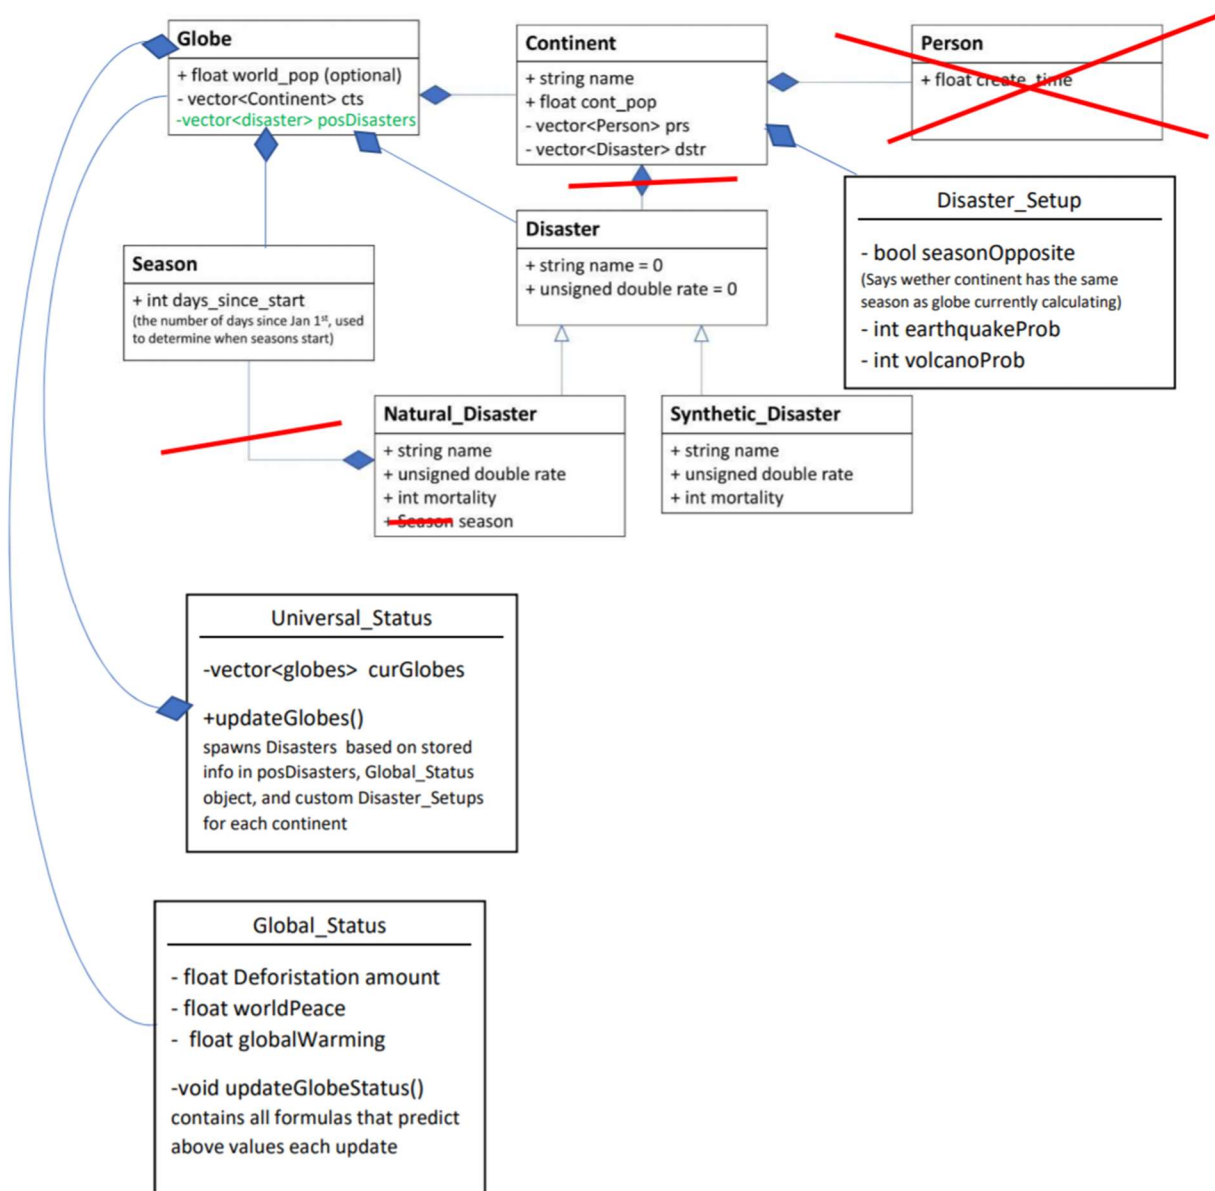 Globe
+ float world_pop (optional)
- vector<Continent> cts
-vector<disaster> posDisasters
Continent
+ string name
+ float cont_pop
- vector<Person> prs
- vector<Disaster> dstr
Person
+ float create_time
Disaster_Setup
- bool seasonOpposite
(Says wether continent has the same
season as globe currently calculating)
- int earthquakeProb
- int volcanoProb
Season
+ int days_since_start
(the number of days since Jan 1st, used
to determine when seasons start)
Disaster
+ string name = 0
+ unsigned double rate = 0
Natural_Disaster
+ string name
+ unsigned double rate
+ int mortality
+ Season season
Synthetic_Disaster
+ string name
+ unsigned double rate
+ int mortality
Universal_Status
-vector<globes> curGlobes
+updateGlobes()
spawns Disasters based on stored
info in posDisasters, Global_Status
object, and custom Disaster_Setups
for each continent
Global_Status
- float Deforistation amount
- float worldPeace
- float globalWarming
-void updateGlobeStatus()
contains all formulas that predict
above values each update